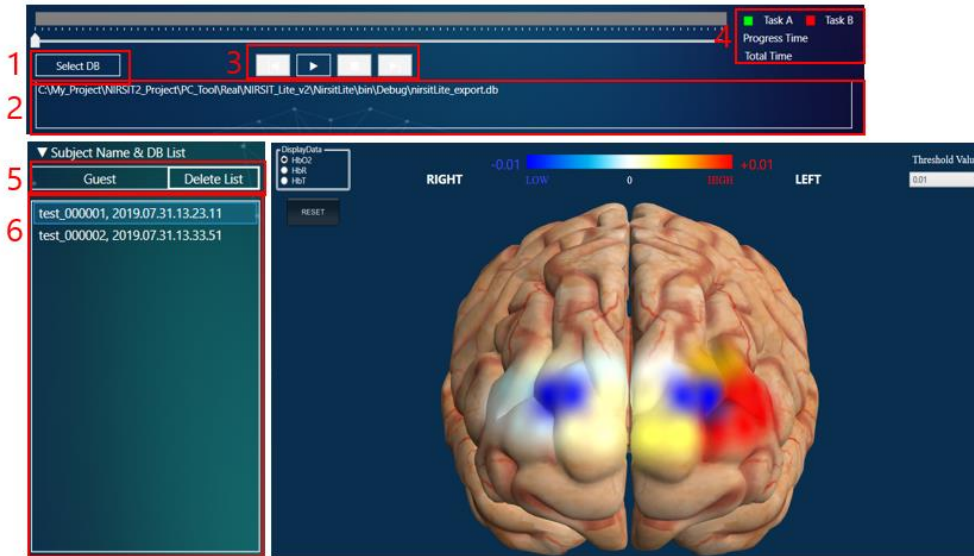 Task A Task B
4
Progress Time
Total Time
1
Select DB
3
2
C:\My_Project\NIRSIT2_Project\PC_Tool\Real\NIRSIT_Lite_v2\NirsitLite\bin\Debug\nirsitLite_export.db
▼ Subject Name & DB List
5
Guest Delete List
6
test_000001, 2019.07.31.13.23.11
test_000002, 2019.07.31.13.33.51
DisplayData
HbO2
HbR
HbT
RESET
-0.01 +0.01
RIGHT LOW 0 HIGH LEFT
Threshold Valu
0.01